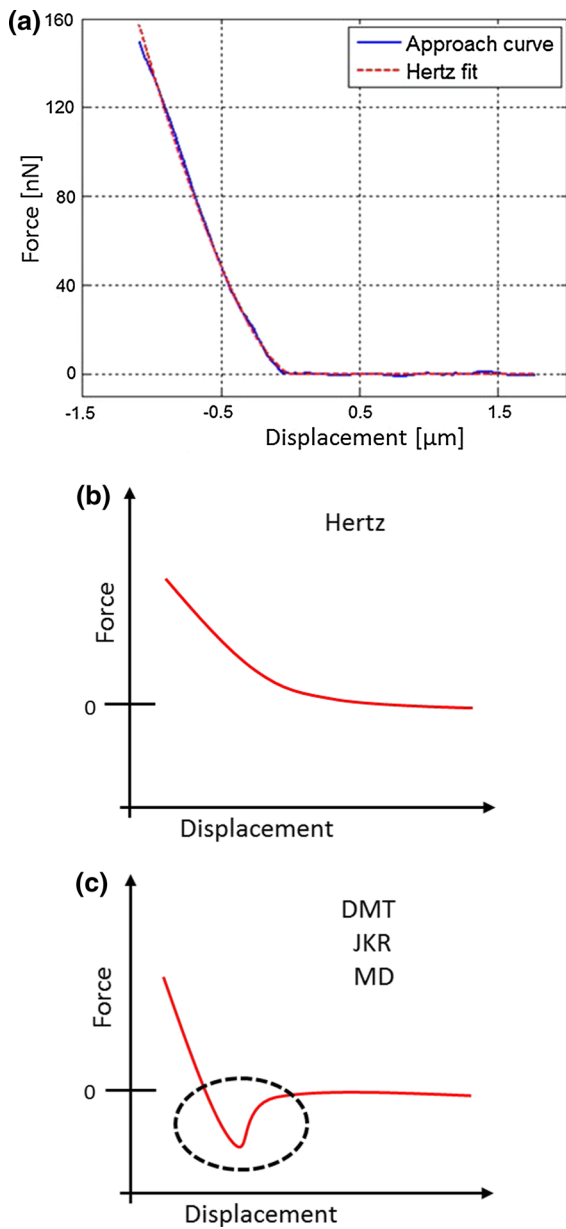 (a)
160
120
80
40
0
Force [nN]
Approach curve
Hertz fit
-1.5
-0.5
0.5
1.5
Displacement [µm]
(b)
Hertz
Force
0
Displacement
(c)
DMT
JKR
MD
Force
0
Displacement